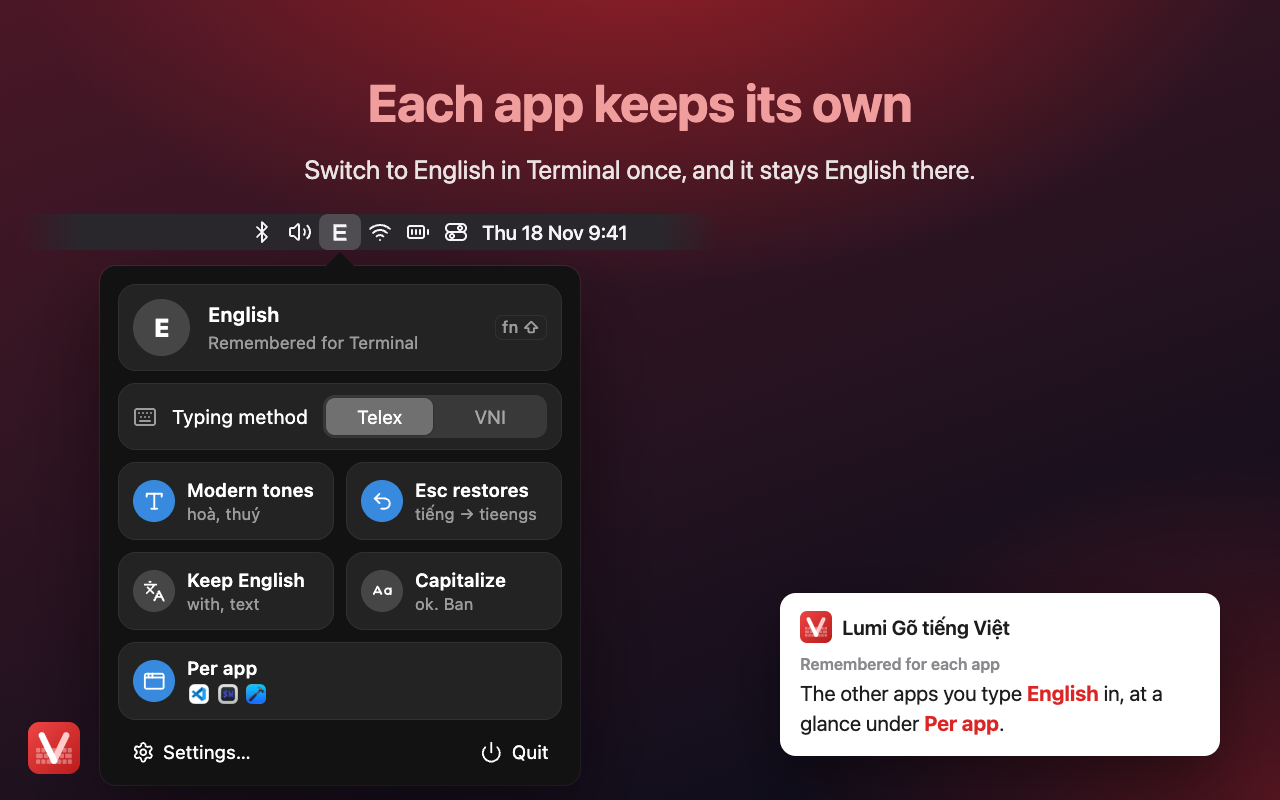 Each app keeps its own
Switch to English in Terminal once, and it stays English there.
E
Thu 18 Nov 9:41
E
English
Remembered for Terminal
fn
Typing method
Telex
VNI
Modern tones
hoà, thuý
Esc restores
tiếng → tieengs
Keep English
with, text
Aa
Capitalize
ok. Ban
Per app
Settings...
Quit
Lumi Gõ tiếng Việt
Remembered for each app
The other apps you type English in, at a
glance under Per app.